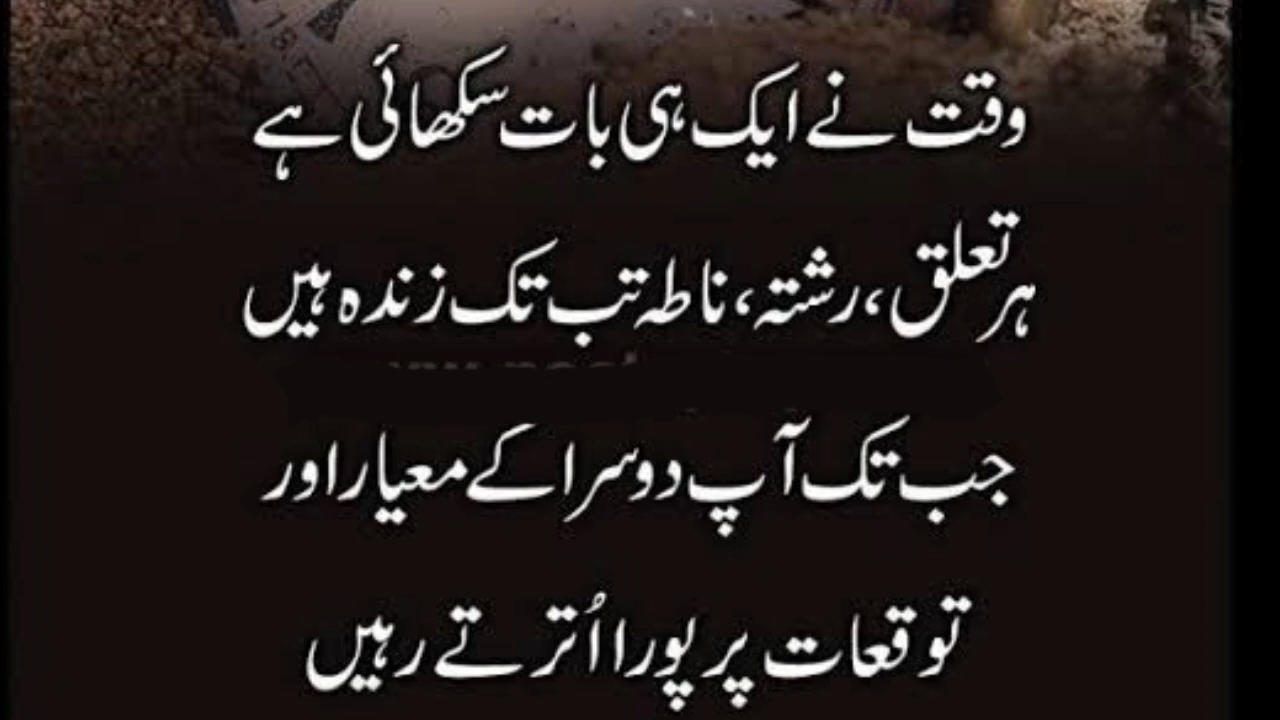 وقت نے ایک ہی بات سکھائی ہے
ہر تعلق، رشتہ، ناطہ تب تک زندہ ہیں
جب تک آپ دوسرا کے معیار اور
توقعات پر پورا اُترتے رہیں